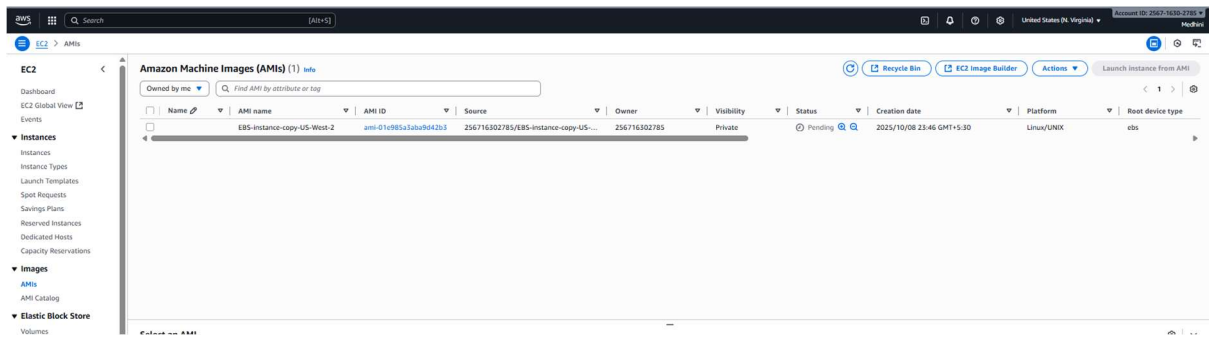 aws
Search
[Alt+S]
United States (N. Virginia)
Account ID: 2567-1630-2785
Medhini
EC2 > AMIs
EC2
Dashboard
EC2 Global View
Events
Instances
Instances
Instance Types
Launch Templates
Spot Requests
Savings Plans
Reserved Instances
Dedicated Hosts
Capacity Reservations
Images
AMIs
AMI Catalog
Elastic Block Store
Volumes
Amazon Machine Images (AMIs) (1) Info
Recycle Bin
EC2 Image Builder
Actions
Launch instance from AMI
Owned by me
Find AMI by attribute or tag
1
Name AMI name AMI ID Source Owner Visibility Status Creation date Platform Root device type
EBS-instance-copy-US-West-2 ami-01e985a3aba9d42b3 256716302785/EBS-instance-copy-US-... 256716302785 Private Pending 2025/10/08 23:46 GMT+5:30 Linux/UNIX ebs
Select an AMI